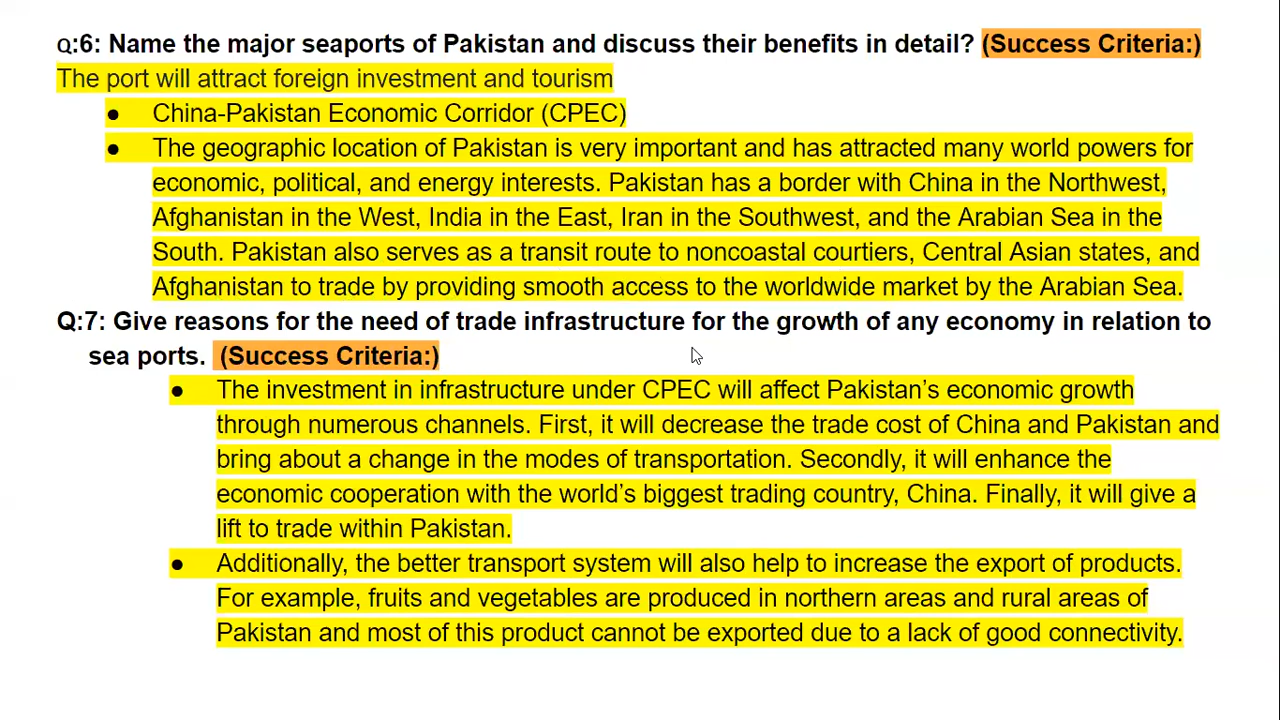 Q:6: Name the major seaports of Pakistan and discuss their benefits in detail? (Success Criteria:)
The port will attract foreign investment and tourism
● China-Pakistan Economic Corridor (CPEC)
● The geographic location of Pakistan is very important and has attracted many world powers for
economic, political, and energy interests. Pakistan has a border with China in the Northwest,
Afghanistan in the West, India in the East, Iran in the Southwest, and the Arabian Sea in the
South. Pakistan also serves as a transit route to noncoastal courtiers, Central Asian states, and
Afghanistan to trade by providing smooth access to the worldwide market by the Arabian Sea.
Q:7: Give reasons for the need of trade infrastructure for the growth of any economy in relation to
sea ports. (Success Criteria:)
● The investment in infrastructure under CPEC will affect Pakistan’s economic growth
through numerous channels. First, it will decrease the trade cost of China and Pakistan and
bring about a change in the modes of transportation. Secondly, it will enhance the
economic cooperation with the world’s biggest trading country, China. Finally, it will give a
lift to trade within Pakistan.
● Additionally, the better transport system will also help to increase the export of products.
For example, fruits and vegetables are produced in northern areas and rural areas of
Pakistan and most of this product cannot be exported due to a lack of good connectivity.